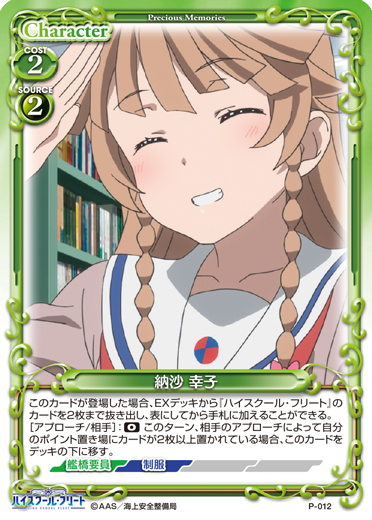 Precious Memories
Character
COST
2
SOURCE
2
納沙 幸子
このカードが登場した場合、EXデッキから『ハイスクール・フリート』の
カードを2枚まで抜き出し、表にしてから手札に加えることができる。
[アプローチ/相手]:0 このターン、相手のアプローチによって自分
のポイント置き場にカードが2枚以上置かれている場合、このカードを
デッキの下に移す。
艦橋要員 制服
ハイスクール・フリート
©AAS/海上安全整備局
P-012